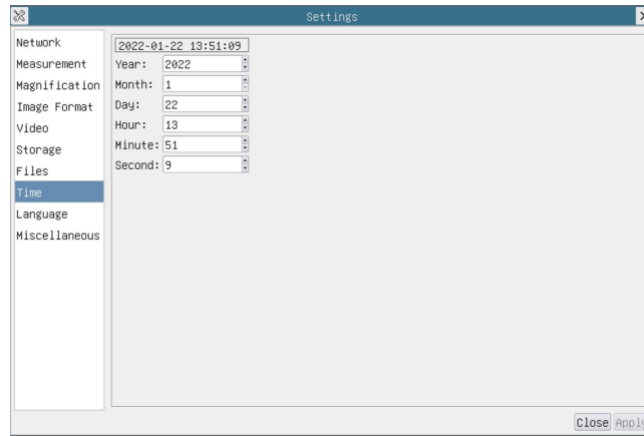 Settings
Network
Measurement
Magnification
Image Format
Video
Storage
Files
Time
Language
Miscellaneous
2022-01-22 13:51:09
Year: 2022
Month: 1
Day: 22
Hour: 13
Minute: 51
Second: 9
Close